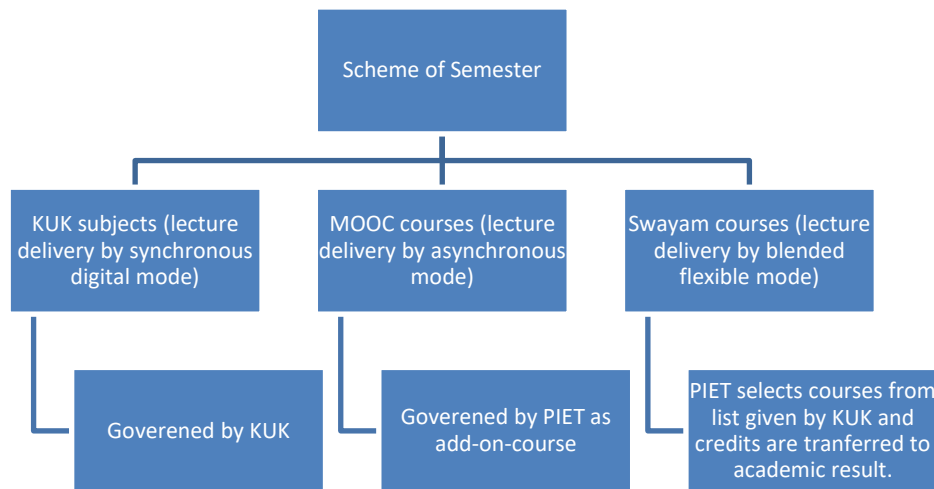 Scheme of
Semester
KUK subjects (lecture
delivery by synchronous
digital mode)
MOOC courses (lecture
delivery by asynchronous
mode)
Swayam courses (lecture
delivery by blended
flexible mode)
Goverened by KUK
Goverened by PIET as
add-on-course
PIET selects courses from
list given by KUK and
credits are tranferred to
academic result.